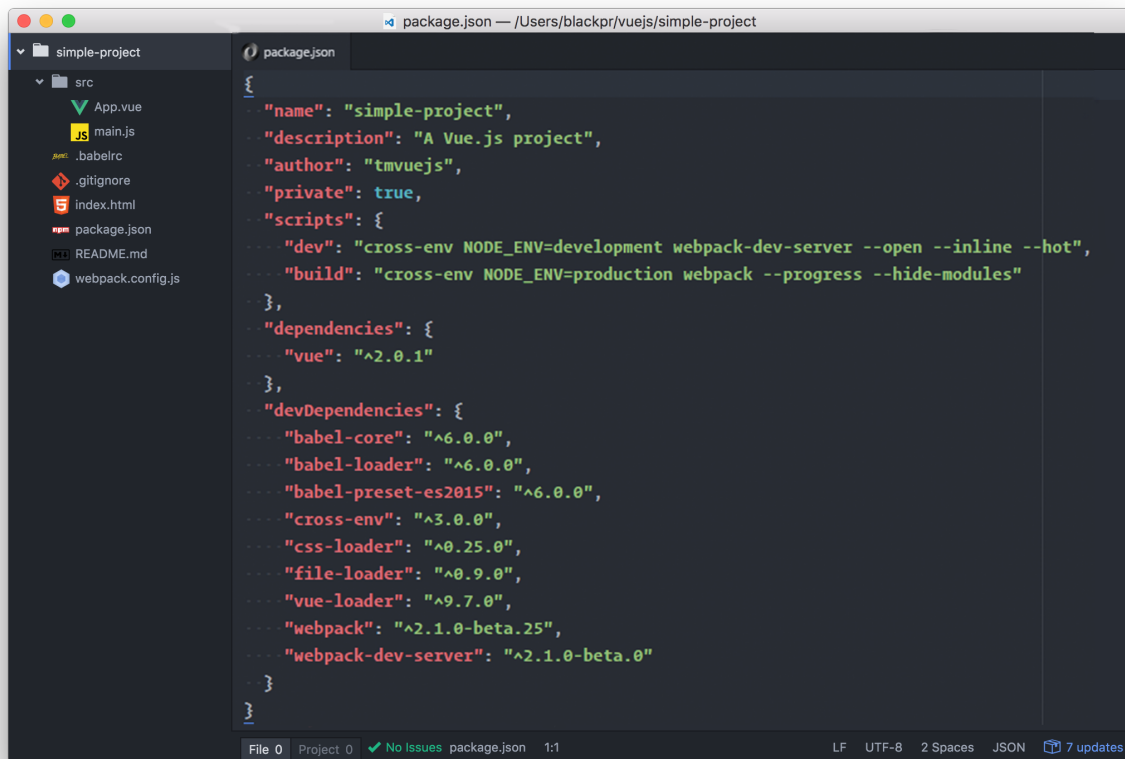 package.json — /Users/blackpr/vuejs/simple-project
simple-project
src
App.vue
JS main.js
BABEL .babelrc
.gitignore
5 index.html
npm package.json
README.md
webpack.config.js
package.json
{
"name": "simple-project",
"description": "A Vue.js project",
"author": "tmvuejs",
"private": true,
"scripts": {
"dev": "cross-env NODE_ENV=development webpack-dev-server --open --inline --hot",
"build": "cross-env NODE_ENV=production webpack --progress --hide-modules"
},
"dependencies": {
"vue": "^2.0.1"
},
"devDependencies": {
"babel-core": "^6.0.0",
"babel-loader": "^6.0.0",
"babel-preset-es2015": "^6.0.0",
"cross-env": "^3.0.0",
"css-loader": "^0.25.0",
"file-loader": "^0.9.0",
"vue-loader": "^9.7.0",
"webpack": "^2.1.0-beta.25",
"webpack-dev-server": "^2.1.0-beta.0"
}
}
File 0 Project 0 No Issues package.json 1:1 LF UTF-8 2 Spaces JSON 7 updates